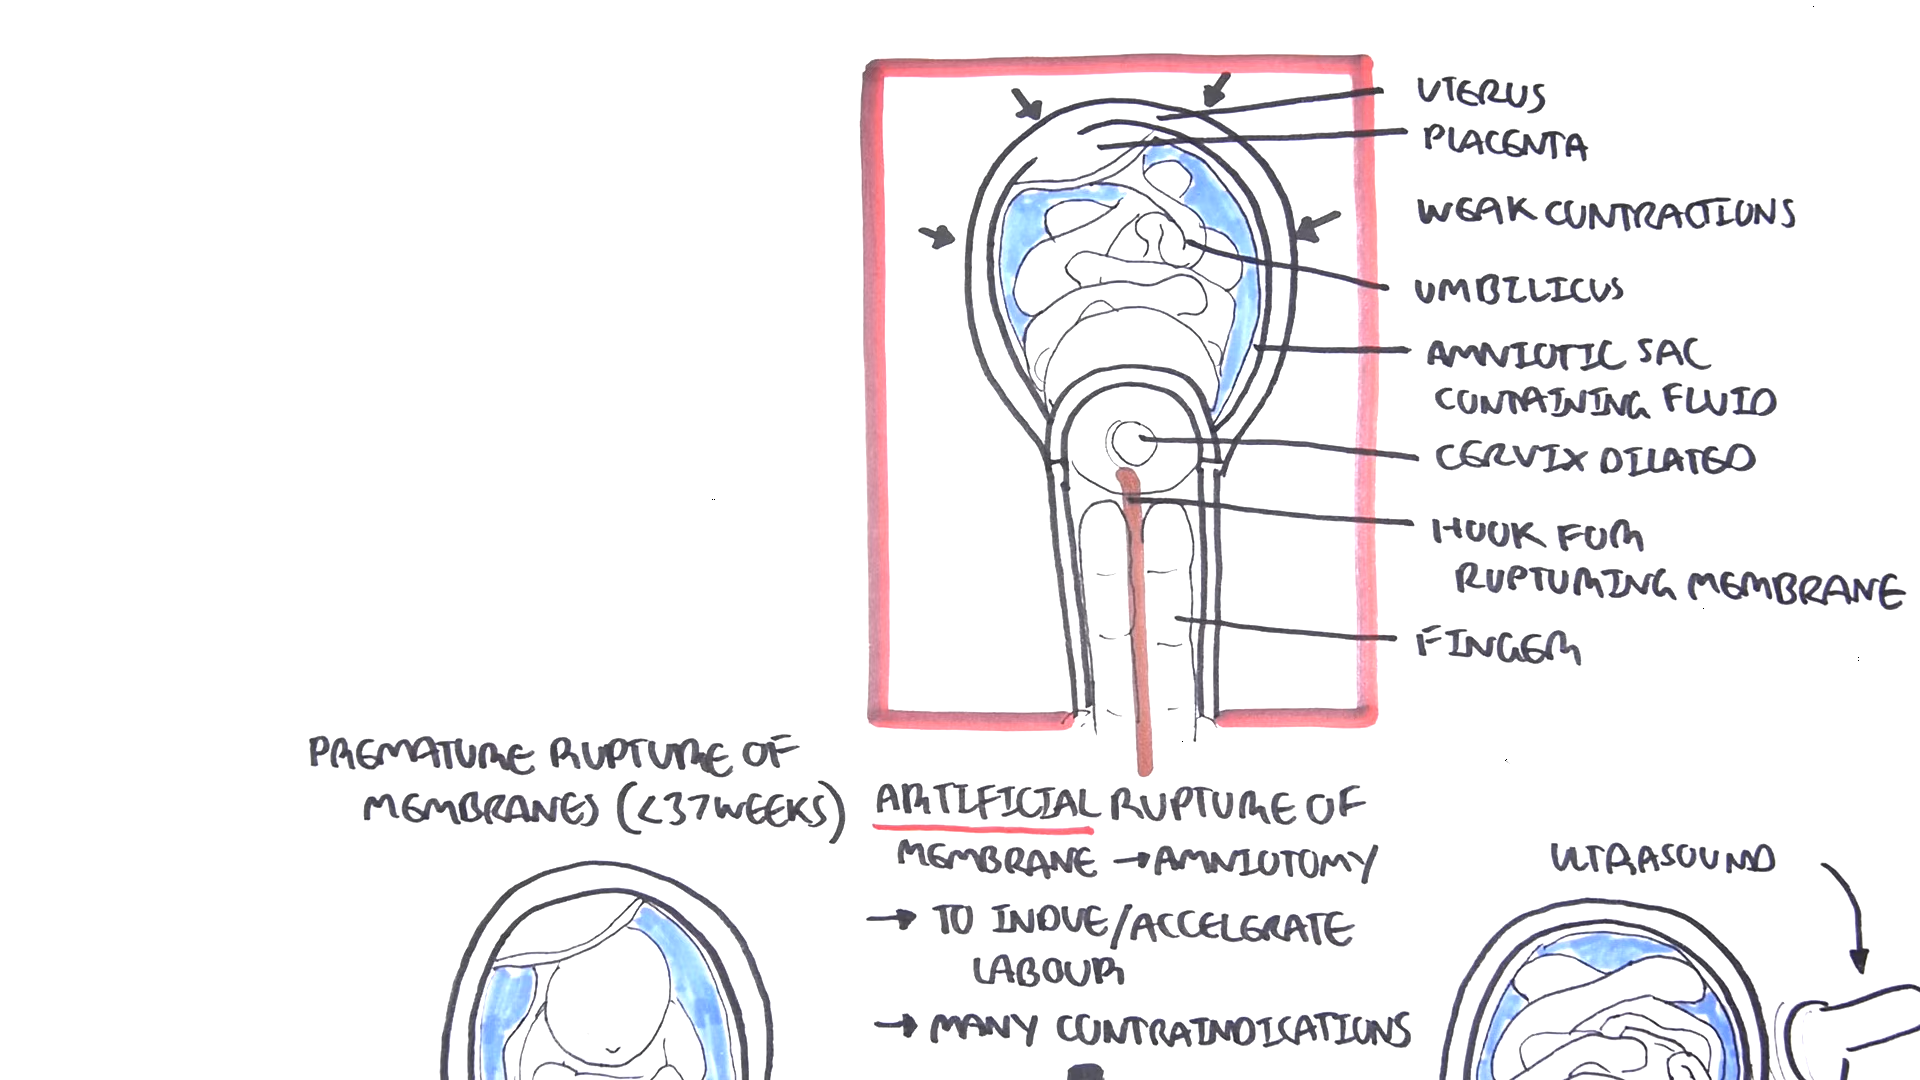 UTERUS
PLACENTA
WEAK CONTRACTIONS
UMBILICUS
AMNIOTIC SAC
CONTAINING FLUID
CERVIX DILATED
HOOK FOR
RUPTURING MEMBRANE
FINGER
PREMATURE RUPTURE OF
MEMBRANES (<37WEEKS)
ARTIFICIAL RUPTURE OF
MEMBRANE → AMNIOTOMY
→ TO INDUE/ACCELERATE
LABOUR
→ MANY CONTRAINDICATIONS
ULTRASOUND